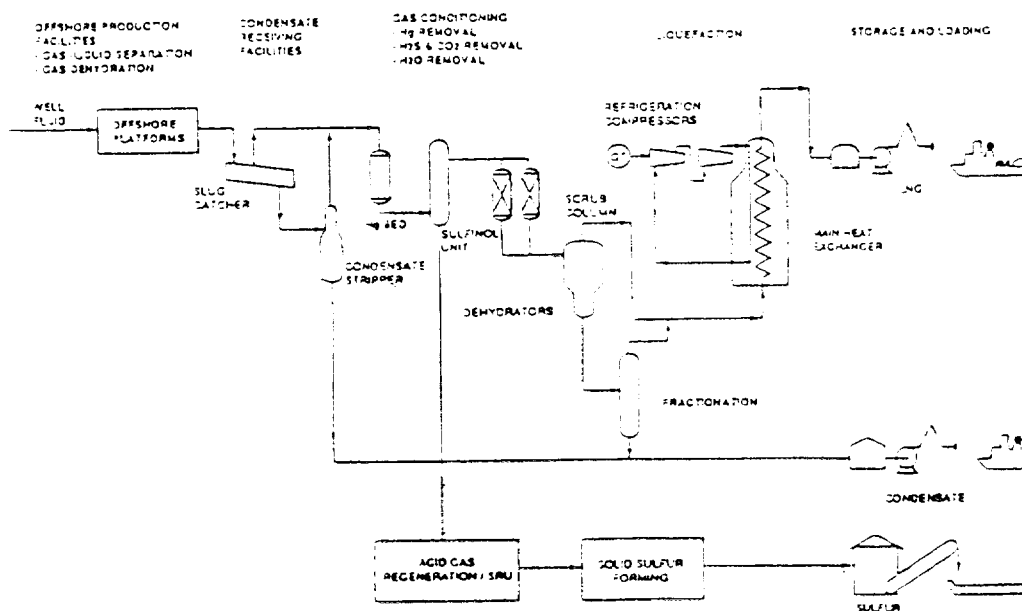 OFFSHORE PRODUCTION
FACILITIES
- GAS-LIQUID SEPARATION
- GAS DEHYDRATION
CONDENSATE
RECEIVING
FACILITIES
GAS CONDITIONING
- Hg REMOVAL
- H2S & CO2 REMOVAL
- H2O REMOVAL
LIQUEFACTION
STORAGE AND LOADING
WELL
FLUID
OFFSHORE
PLATFORMS
SLUG
CATCHER
CONDENSATE
STRIPPER
SULFINOL
UNIT
DEHYDRATORS
SCRUB
COLUMN
REFRIGERATION
COMPRESSORS
MAIN HEAT
EXCHANGER
LNG
FRACTIONATION
CONDENSATE
ACID GAS
REGENERATION / SRU
SOLID SULFUR
FORMING
SULFUR